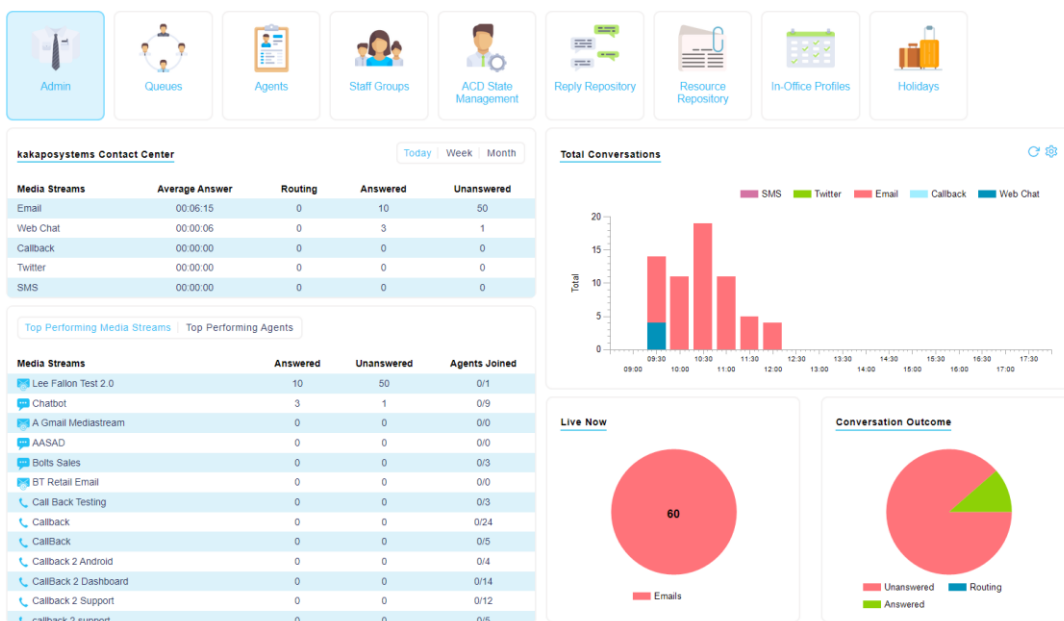 Admin
Queues
Agents
Staff Groups
ACD State
Management
Reply Repository
Resource
Repository
In-Office Profiles
Holidays
kakaposystems Contact Center
Today Week Month
Media Streams Average Answer Routing Answered Unanswered
Email 00:06:15 0 10 50
Web Chat 00:00:06 0 3 1
Callback 00:00:00 0 0 0
Twitter 00:00:00 0 0 0
SMS 00:00:00 0 0 0
Top Performing Media Streams Top Performing Agents
Media Streams Answered Unanswered Agents Joined
Lee Fallon Test 2.0 10 50 0/1
Chatbot 3 1 0/9
A Gmail Mediastream 0 0 0/0
AASAD 0 0 0/0
Bolts Sales 0 0 0/3
BT Retail Email 0 0 0/0
Call Back Testing 0 0 0/3
Callback 0 0 0/24
CallBack 0 0 0/5
Callback 2 Android 0 0 0/4
CallBack 2 Dashboard 0 0 0/14
Callback 2 Support 0 0 0/12
callback 2 support 0 0 0/5
Total Conversations
SMS Twitter Email Callback Web Chat
Total
20
15
10
5
0
09:30 10:30 11:30 12:30 13:30 14:30 15:30 16:30 17:30
09:00 10:00 11:00 12:00 13:00 14:00 15:00 16:00 17:00
Live Now
60
Emails
Conversation Outcome
Unanswered Routing
Answered